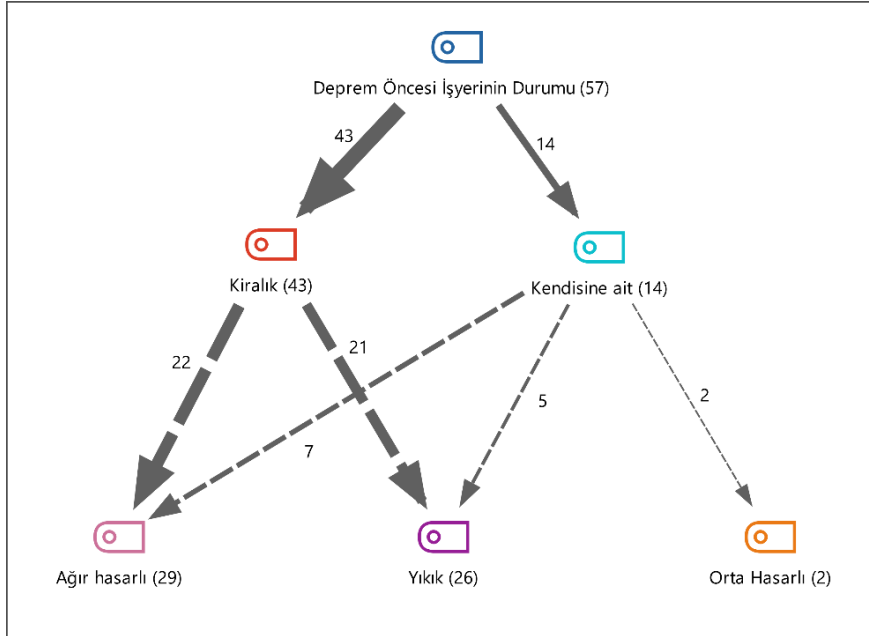 Deprem Öncesi İşyerinin Durumu (57)
43
14
Kiralık (43)
Kendisine ait (14)
22
21
7
5
2
Ağır hasarlı (29)
Yıkık (26)
Orta Hasarlı (2)